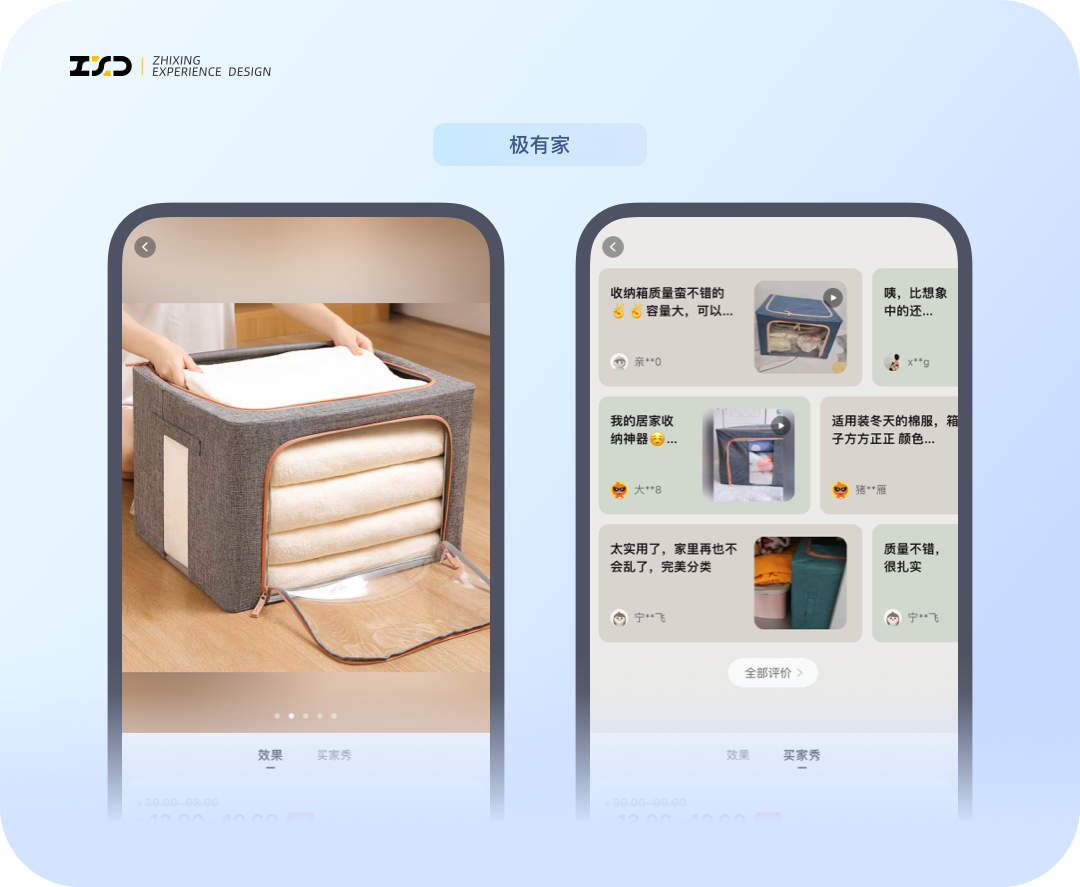 ZHIXING
EXPERIENCE DESIGN
极有家
效果
买家秀
39.00-98.00
收纳箱质量蛮不错的
✌️✌️容量大，可以...
亲**0
咦，比想象
中的还...
x**g
我的居家收
纳神器☺️...
大**8
适用装冬天的棉服，箱
子方方正正 颜色...
猪**雁
太实用了，家里再也不
会乱了，完美分类
宁**飞
质量不错，
很扎实
宁**飞
全部评价 >
效果
买家秀
39.00-98.00